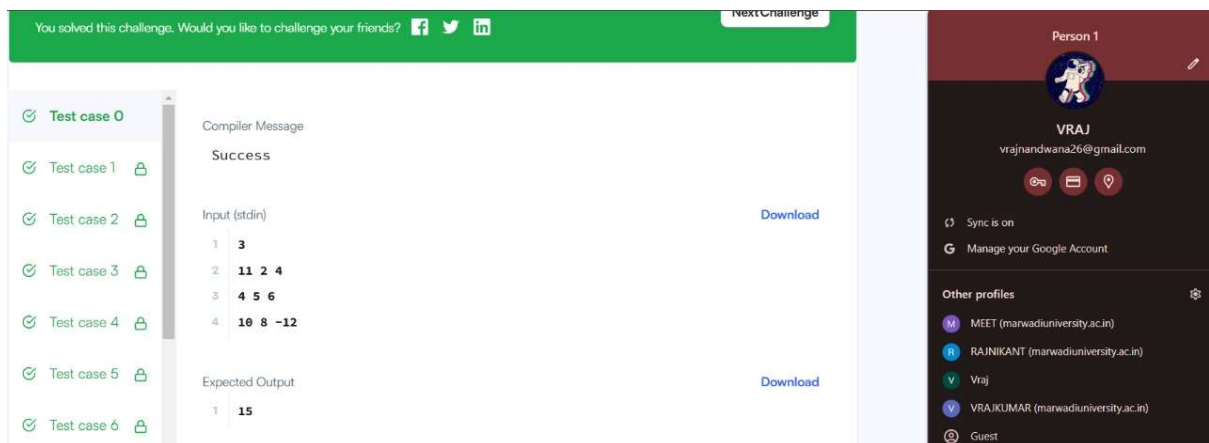 You solved this challenge. Would you like to challenge your friends?
Next Challenge
Test case 0
Test case 1
Test case 2
Test case 3
Test case 4
Test case 5
Test case 6
Compiler Message
Success
Input (stdin)
Download
1 3
2 11 2 4
3 4 5 6
4 10 8 -12
Expected Output
Download
1 15
Person 1
VRAJ
vrajnandwana26@gmail.com
Sync is on
G Manage your Google Account
Other profiles
M MEET (marwadiuniversity.ac.in)
R RAJNIKANT (marwadiuniversity.ac.in)
V Vraj
V VRAJKUMAR (marwadiuniversity.ac.in)
Guest